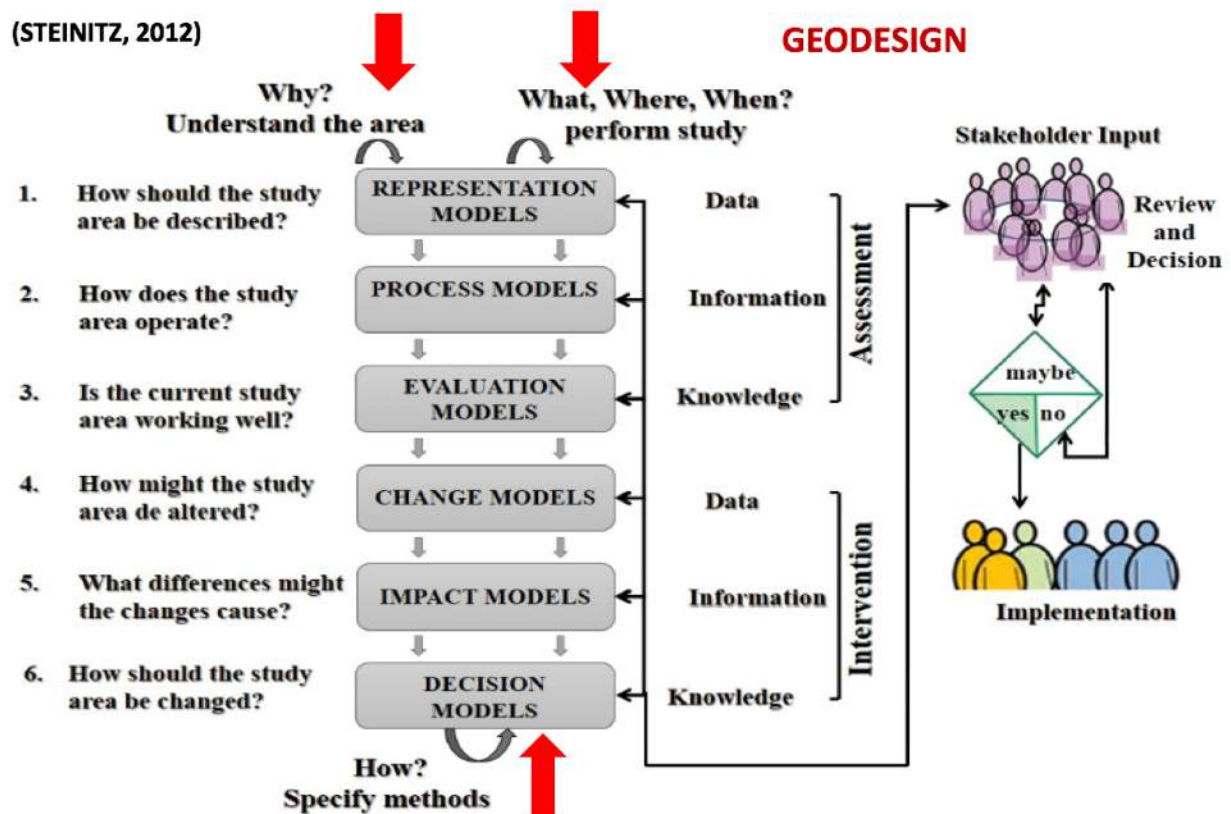 (STEINITZ, 2012)
GEODESIGN
Why?
Understand the area
What, Where, When?
perform study
1. How should the study
area be described?
REPRESENTATION
MODELS
Data
2. How does the study
area operate?
PROCESS MODELS
Information
3. Is the current study
area working well?
EVALUATION
MODELS
Knowledge
Assessment
4. How might the study
area de altered?
CHANGE MODELS
Data
5. What differences might
the changes cause?
IMPACT MODELS
Information
6. How should the study
area be changed?
DECISION
MODELS
Knowledge
Intervention
How?
Specify methods
Stakeholder Input
Review
and
Decision
maybe
yes
no
Implementation